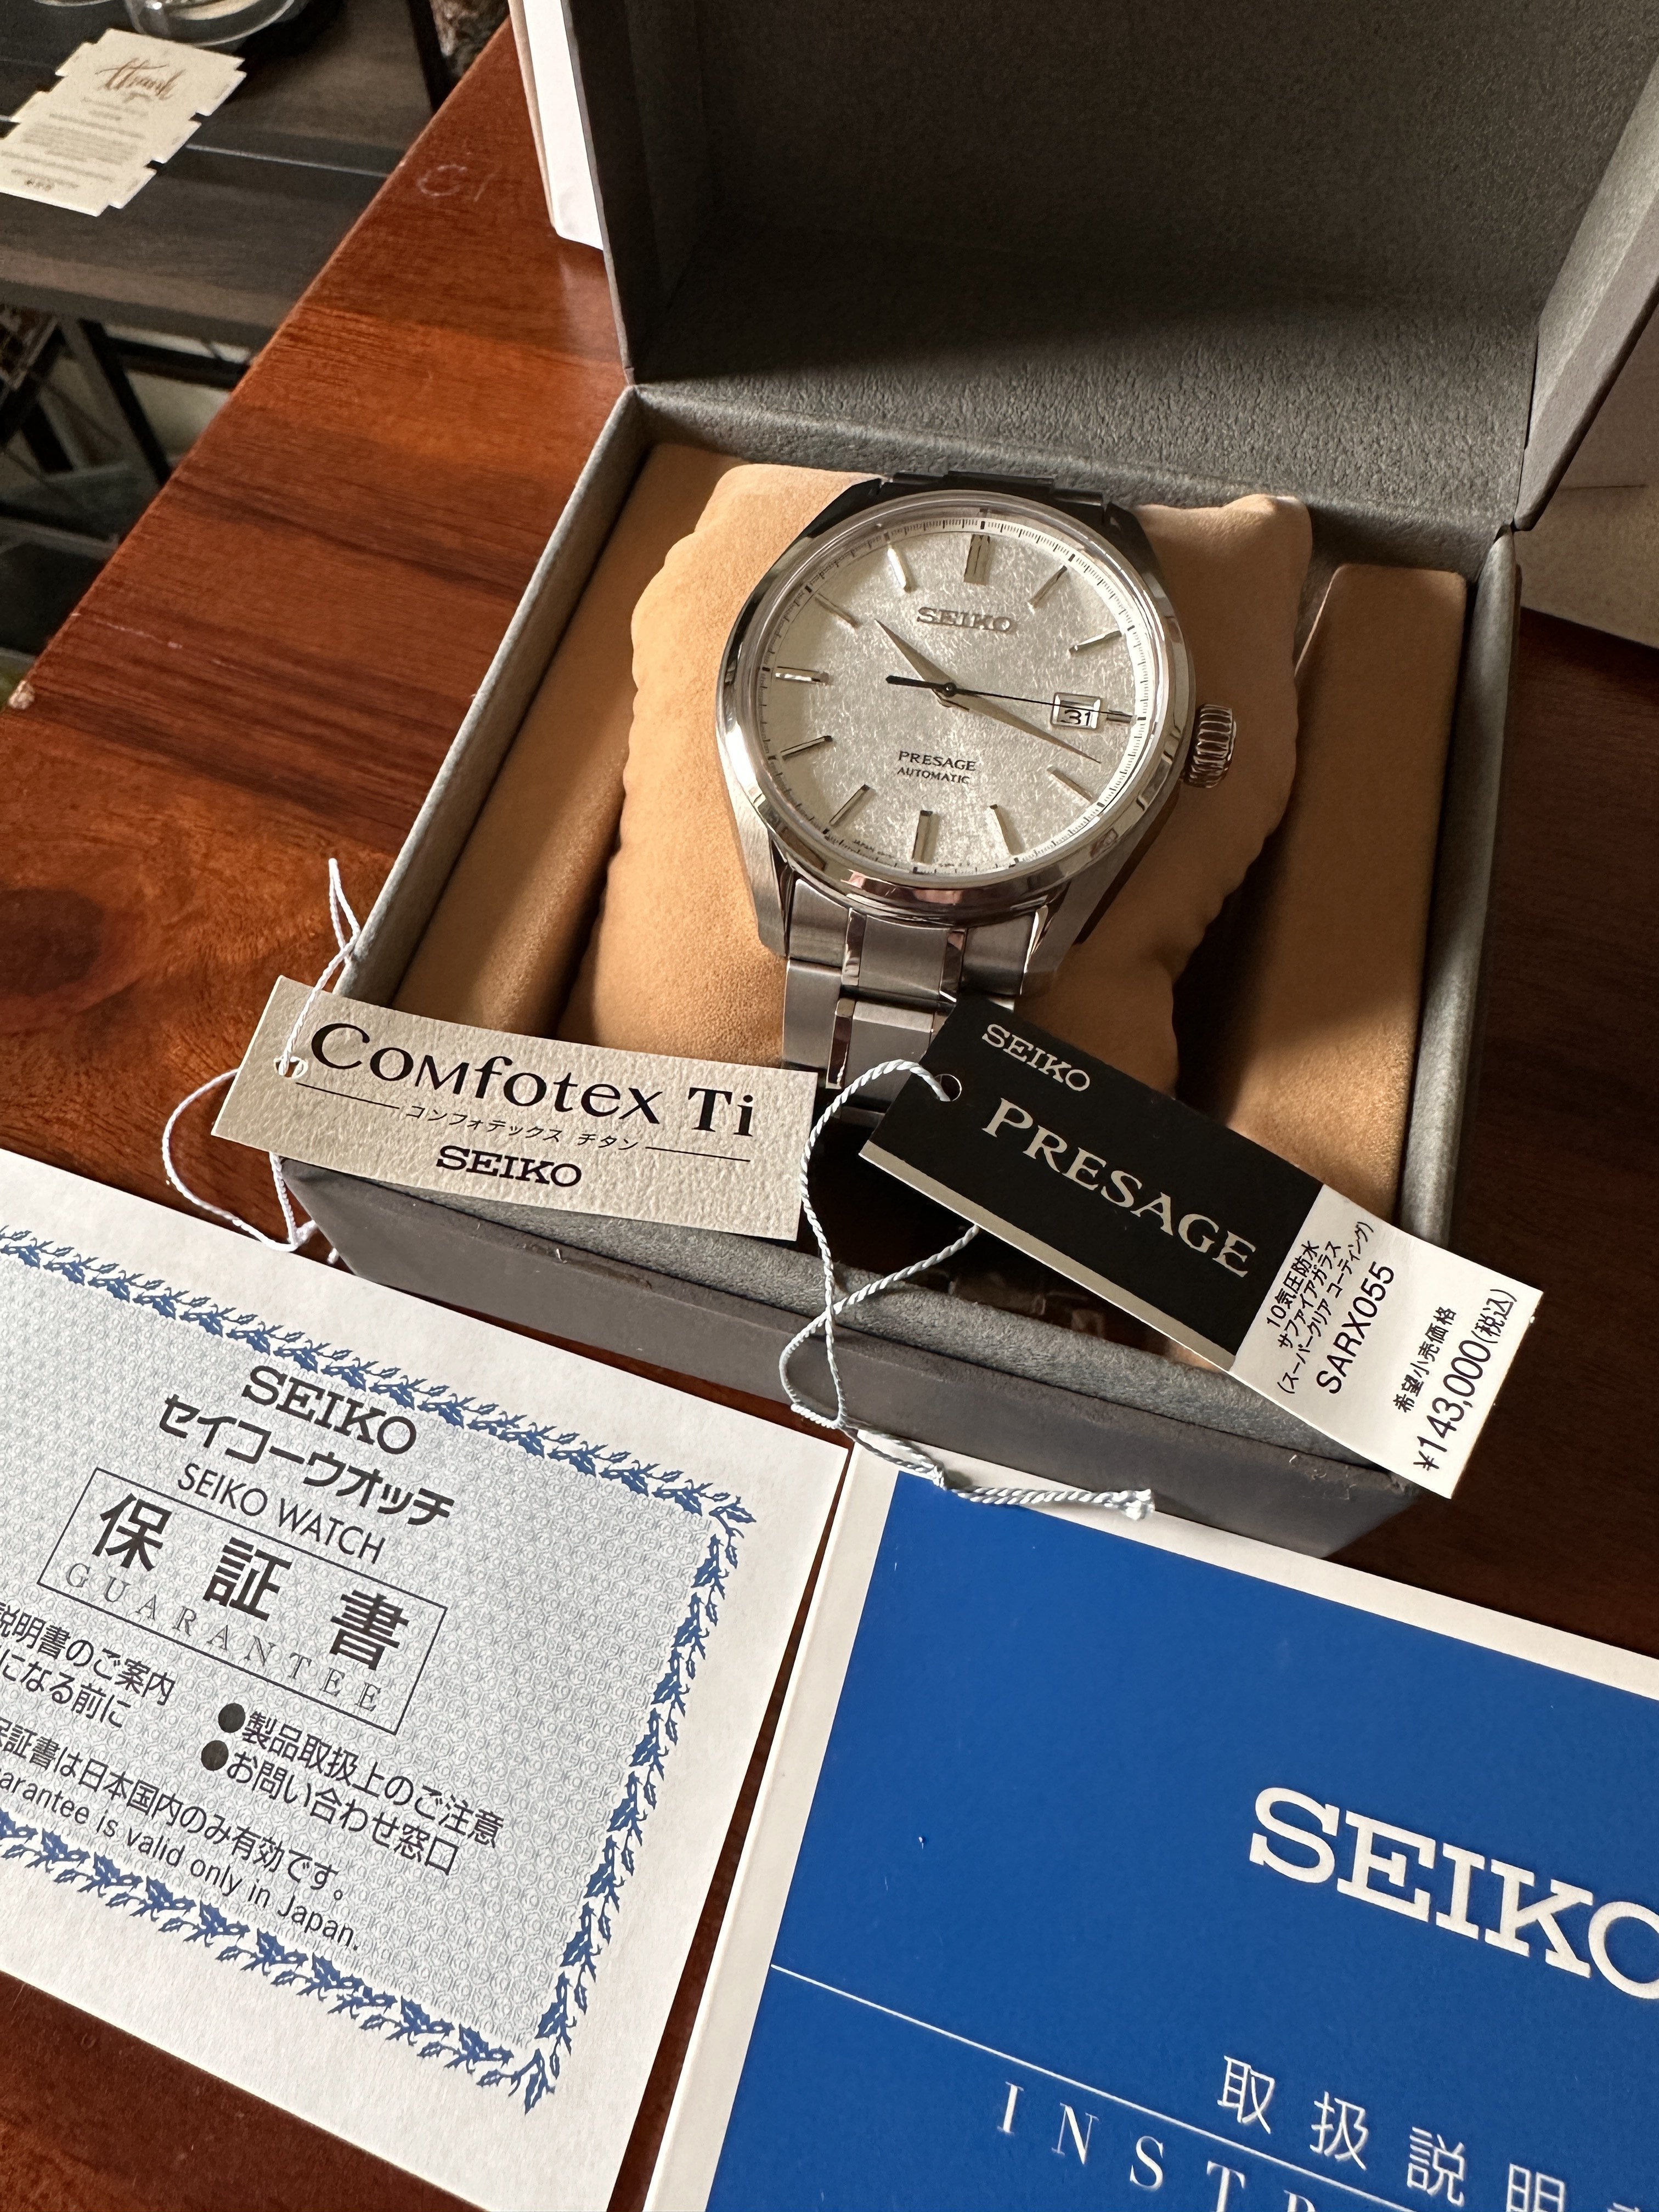 thank
SEIKO
31
PRESAGE
AUTOMATIC
JAPAN
COMfoteX Ti
コンフォテックス チタン
SEIKO
SEIKO
PRESAGE
10気圧防水
サファイアガラス
(スーパークリア コーティング)
SARX055
希望小売価格
¥143,000(税込)
SEIKO
セイコーウオッチ
SEIKO WATCH
保証書
GUARANTEE
説明書のご案内
になる前に
●製品取扱上のご注意
●お問い合わせ窓口
保証書は日本国内のみ有効です。
arantee is valid only in Japan.
SEIKO
取扱説明
INSTR